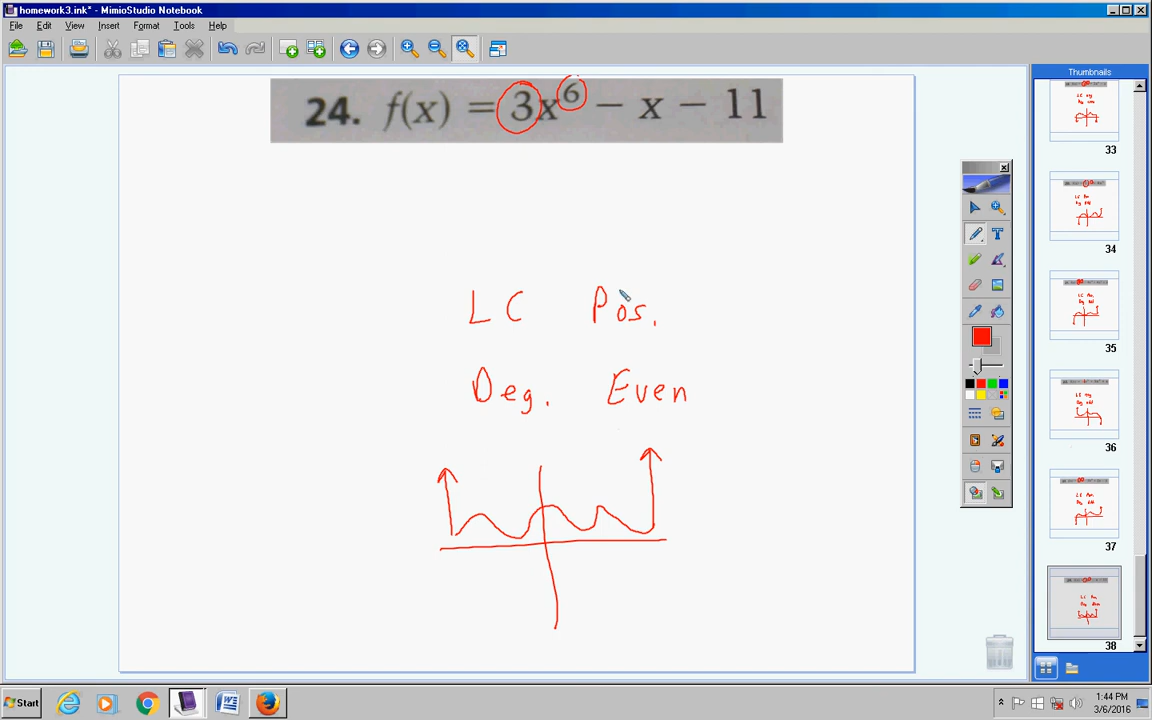 homework3.ink* - MimioStudio Notebook
File Edit View Insert Format Tools Help
24. f(x) = 3x⁶ − x − 11
LC Pos.
Deg. Even
Thumbnails
33
34
35
36
37
38
Start
1:44 PM
3/6/2016